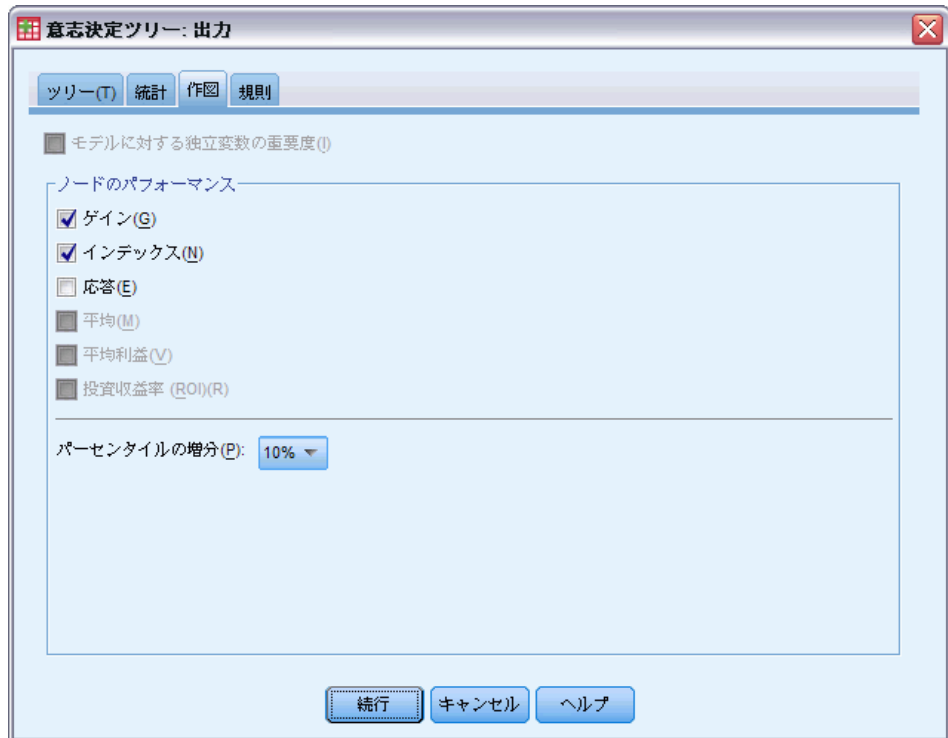 意志決定ツリー: 出力
ツリー(T) 統計 作図 規則
モデルに対する独立変数の重要度(I)
ノードのパフォーマンス
ゲイン(G)
インデックス(N)
応答(E)
平均(M)
平均利益(V)
投資収益率 (ROI)(R)
パーセンタイルの増分(P): 10%
続行 キャンセル ヘルプ